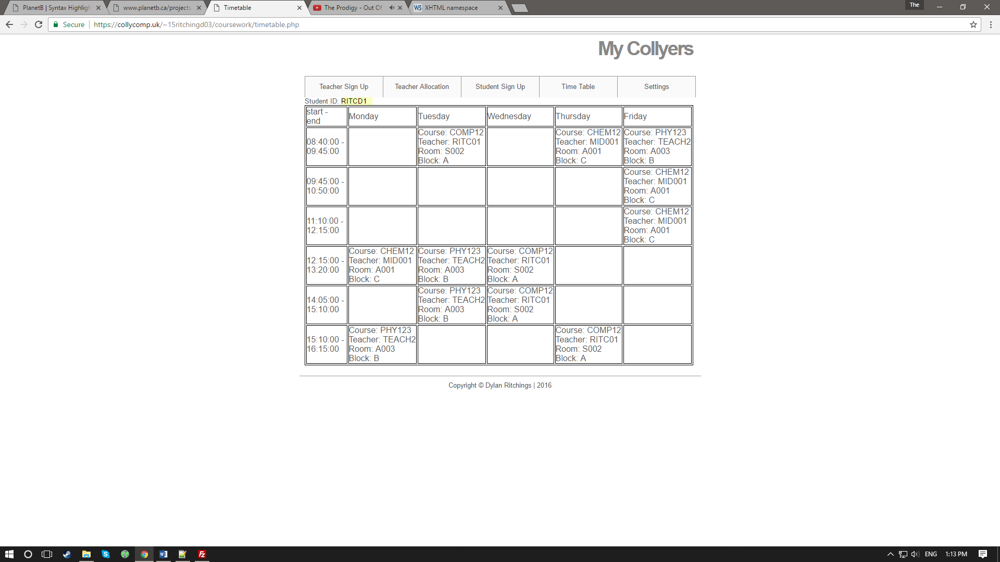 PlanetB | Syntax Highligh
www.planetb.ca/projects
Timetable
The Prodigy - Out Of
W3 XHTML namespace
The
Secure https://collycomp.uk/~15ritchingd03/coursework/timetable.php
My Collyers
Teacher Sign Up Teacher Allocation Student Sign Up Time Table Settings
Student ID: RITCD1
start - end Monday Tuesday Wednesday Thursday Friday
08:40:00 - 09:45:00
Course: COMP12
Teacher: RITC01
Room: S002
Block: A
Course: CHEM12
Teacher: MID001
Room: A001
Block: C
Course: PHY123
Teacher: TEACH2
Room: A003
Block: B
09:45:00 - 10:50:00
Course: CHEM12
Teacher: MID001
Room: A001
Block: C
11:10:00 - 12:15:00
Course: CHEM12
Teacher: MID001
Room: A001
Block: C
12:15:00 - 13:20:00
Course: CHEM12
Teacher: MID001
Room: A001
Block: C
Course: PHY123
Teacher: TEACH2
Room: A003
Block: B
Course: COMP12
Teacher: RITC01
Room: S002
Block: A
14:05:00 - 15:10:00
Course: PHY123
Teacher: TEACH2
Room: A003
Block: B
Course: COMP12
Teacher: RITC01
Room: S002
Block: A
15:10:00 - 16:15:00
Course: PHY123
Teacher: TEACH2
Room: A003
Block: B
Course: COMP12
Teacher: RITC01
Room: S002
Block: A
Copyright © Dylan Ritchings | 2016
ENG 1:13 PM